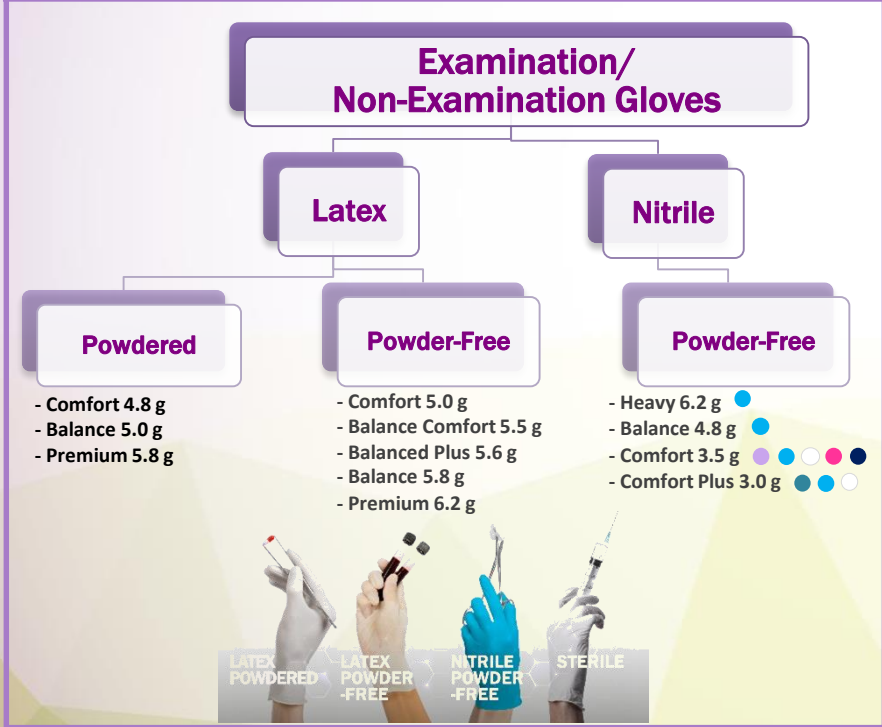 Examination/
Non-Examination Gloves
Latex
Nitrile
Powdered
Powder-Free
Powder-Free
- Comfort 4.8 g
- Balance 5.0 g
- Premium 5.8 g
- Comfort 5.0 g
- Balance Comfort 5.5 g
- Balanced Plus 5.6 g
- Balance 5.8 g
- Premium 6.2 g
- Heavy 6.2 g
- Balance 4.8 g
- Comfort 3.5 g
- Comfort Plus 3.0 g
LATEX
POWDERED
LATEX
POWDER
-FREE
NITRILE
POWDER
-FREE
STERILE